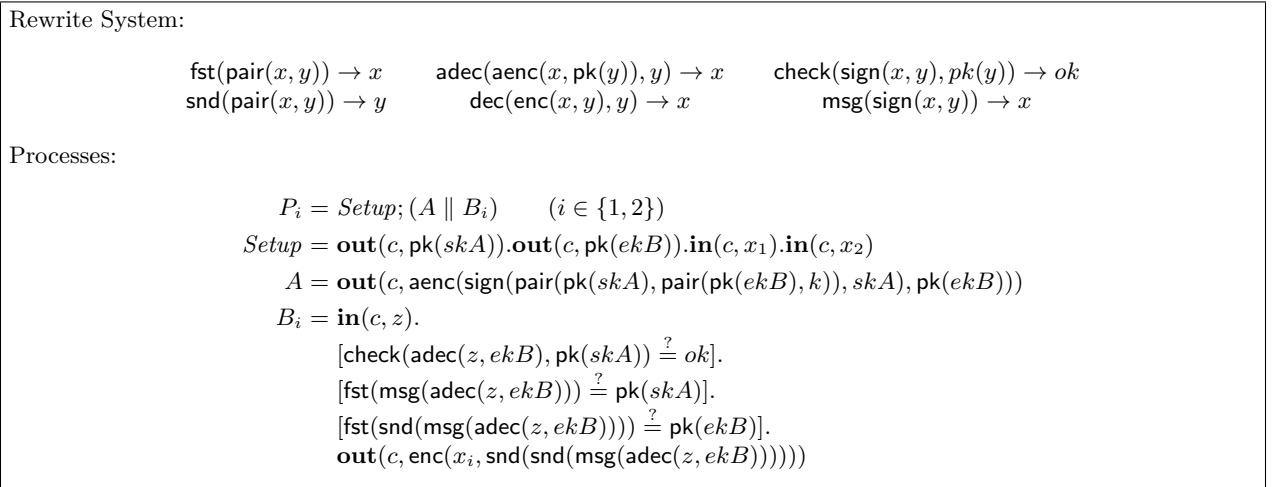 Rewrite System:
fst(pair(x, y)) → x adec(aenc(x, pk(y)), y) → x check(sign(x, y), pk(y)) → ok
snd(pair(x, y)) → y dec(enc(x, y), y) → x msg(sign(x, y)) → x
Processes:
P_i = Setup; (A ∥ B_i) (i ∈ {1, 2})
Setup = out(c, pk(skA)).out(c, pk(ekB)).in(c, x_1).in(c, x_2)
A = out(c, aenc(sign(pair(pk(skA), pair(pk(ekB), k)), skA), pk(ekB)))
B_i = in(c, z).
[check(adec(z, ekB), pk(skA)) ≟ ok].
[fst(msg(adec(z, ekB))) ≟ pk(skA)].
[fst(snd(msg(adec(z, ekB)))) ≟ pk(ekB)].
out(c, enc(x_i, snd(snd(msg(adec(z, ekB))))))